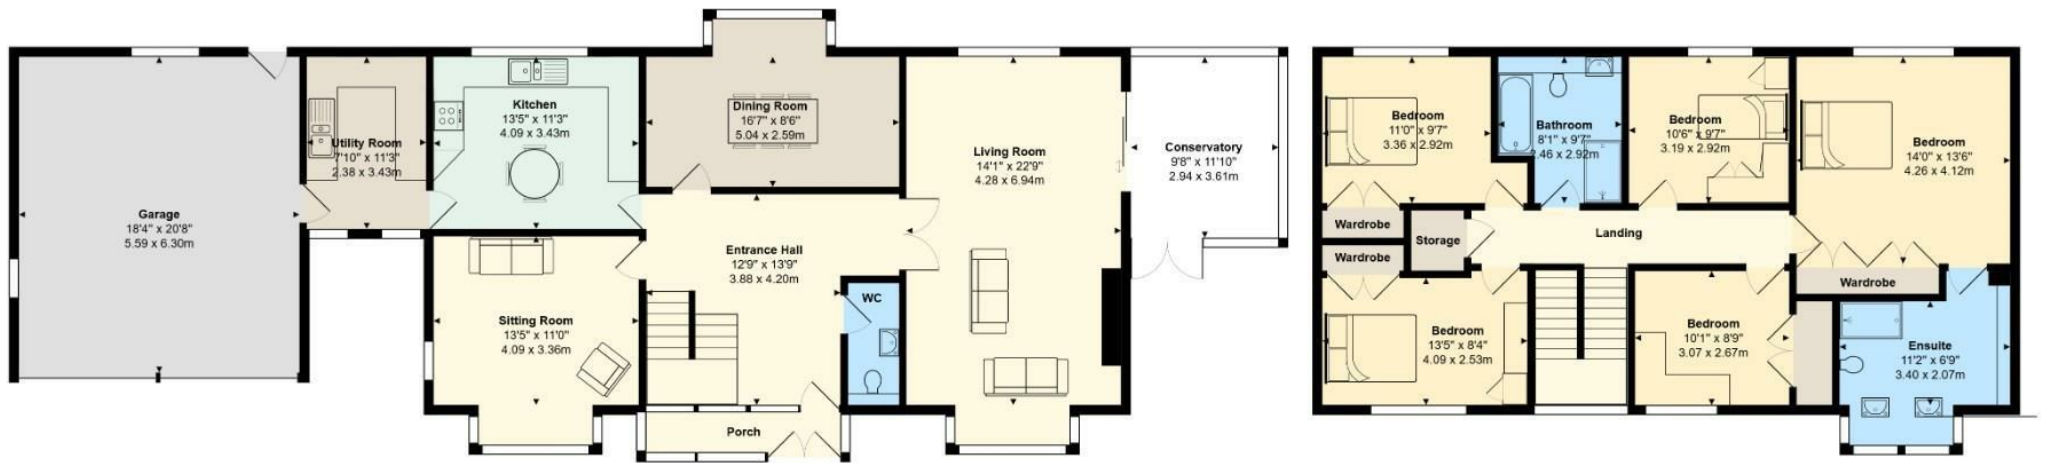 Garage
18'4" x 20'8"
5.59 x 6.30m
Utility Room
7'10" x 11'3"
2.38 x 3.43m
Kitchen
13'5" x 11'3"
4.09 x 3.43m
Dining Room
16'7" x 8'6"
5.04 x 2.59m
Living Room
14'1" x 22'9"
4.28 x 6.94m
Conservatory
9'8" x 11'10"
2.94 x 3.61m
Sitting Room
13'5" x 11'0"
4.09 x 3.36m
Entrance Hall
12'9" x 13'9"
3.88 x 4.20m
WC
Porch
Bedroom
11'0" x 9'7"
3.36 x 2.92m
Bathroom
8'1" x 9'7"
2.46 x 2.92m
Bedroom
10'6" x 9'7"
3.19 x 2.92m
Bedroom
14'0" x 13'6"
4.26 x 4.12m
Wardrobe
Storage
Landing
Wardrobe
Wardrobe
Bedroom
13'5" x 8'4"
4.09 x 2.53m
Bedroom
10'1" x 8'9"
3.07 x 2.67m
Ensuite
11'2" x 6'9"
3.40 x 2.07m